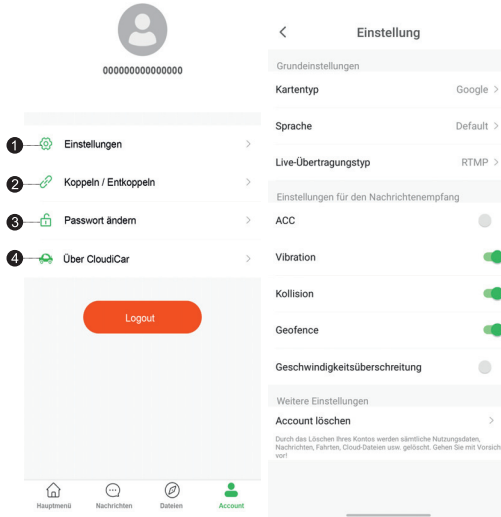 000000000000000
1 Einstellungen
2 Koppeln / Entkoppeln
3 Passwort ändern
4 Über CloudiCar
Logout
Hauptmenü Nachrichten Dateien Account
Einstellung
Grundeinstellungen
Kartentyp Google
Sprache Default
Live-Übertragungstyp RTMP
Einstellungen für den Nachrichtenempfang
ACC
Vibration
Kollision
Geofence
Geschwindigkeitsüberschreitung
Weitere Einstellungen
Account löschen
Durch das Löschen Ihres Kontos werden sämtliche Nutzungsdaten,
Nachrichten, Fahrten, Cloud-Dateien usw. gelöscht. Gehen Sie mit Vorsich
vor!